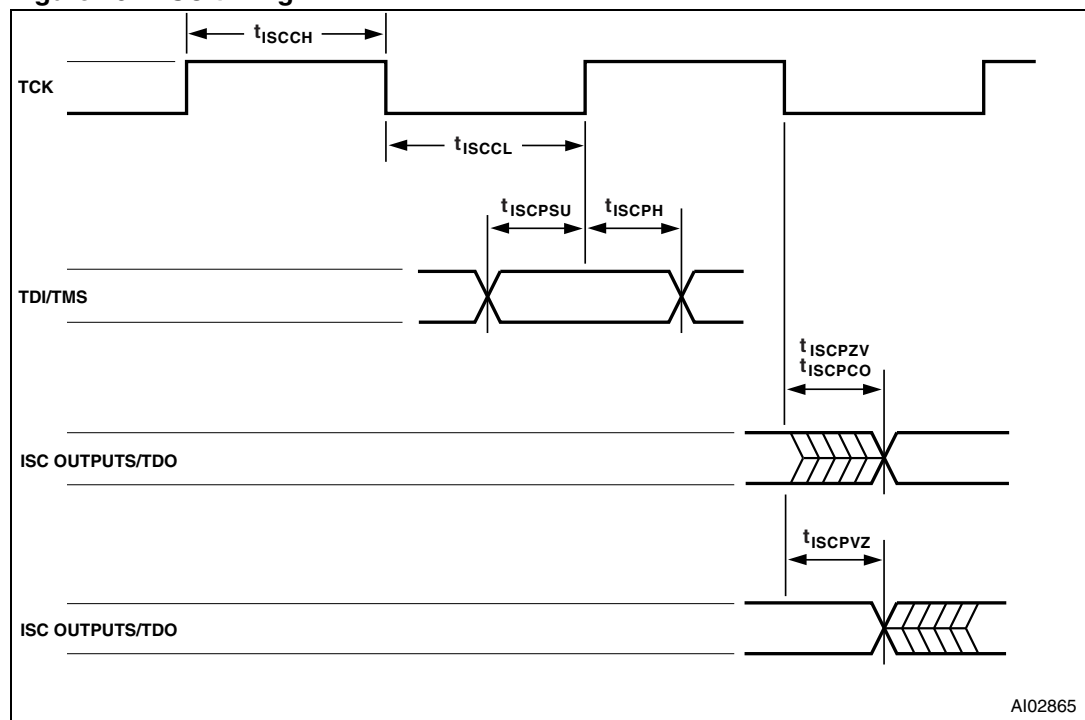 tISCCH
TCK
tISCCL
tISCPSU
tISCPH
TDI/TMS
tISCPZV
tISCPCO
ISC OUTPUTS/TDO
tISCPVZ
ISC OUTPUTS/TDO
AI02865